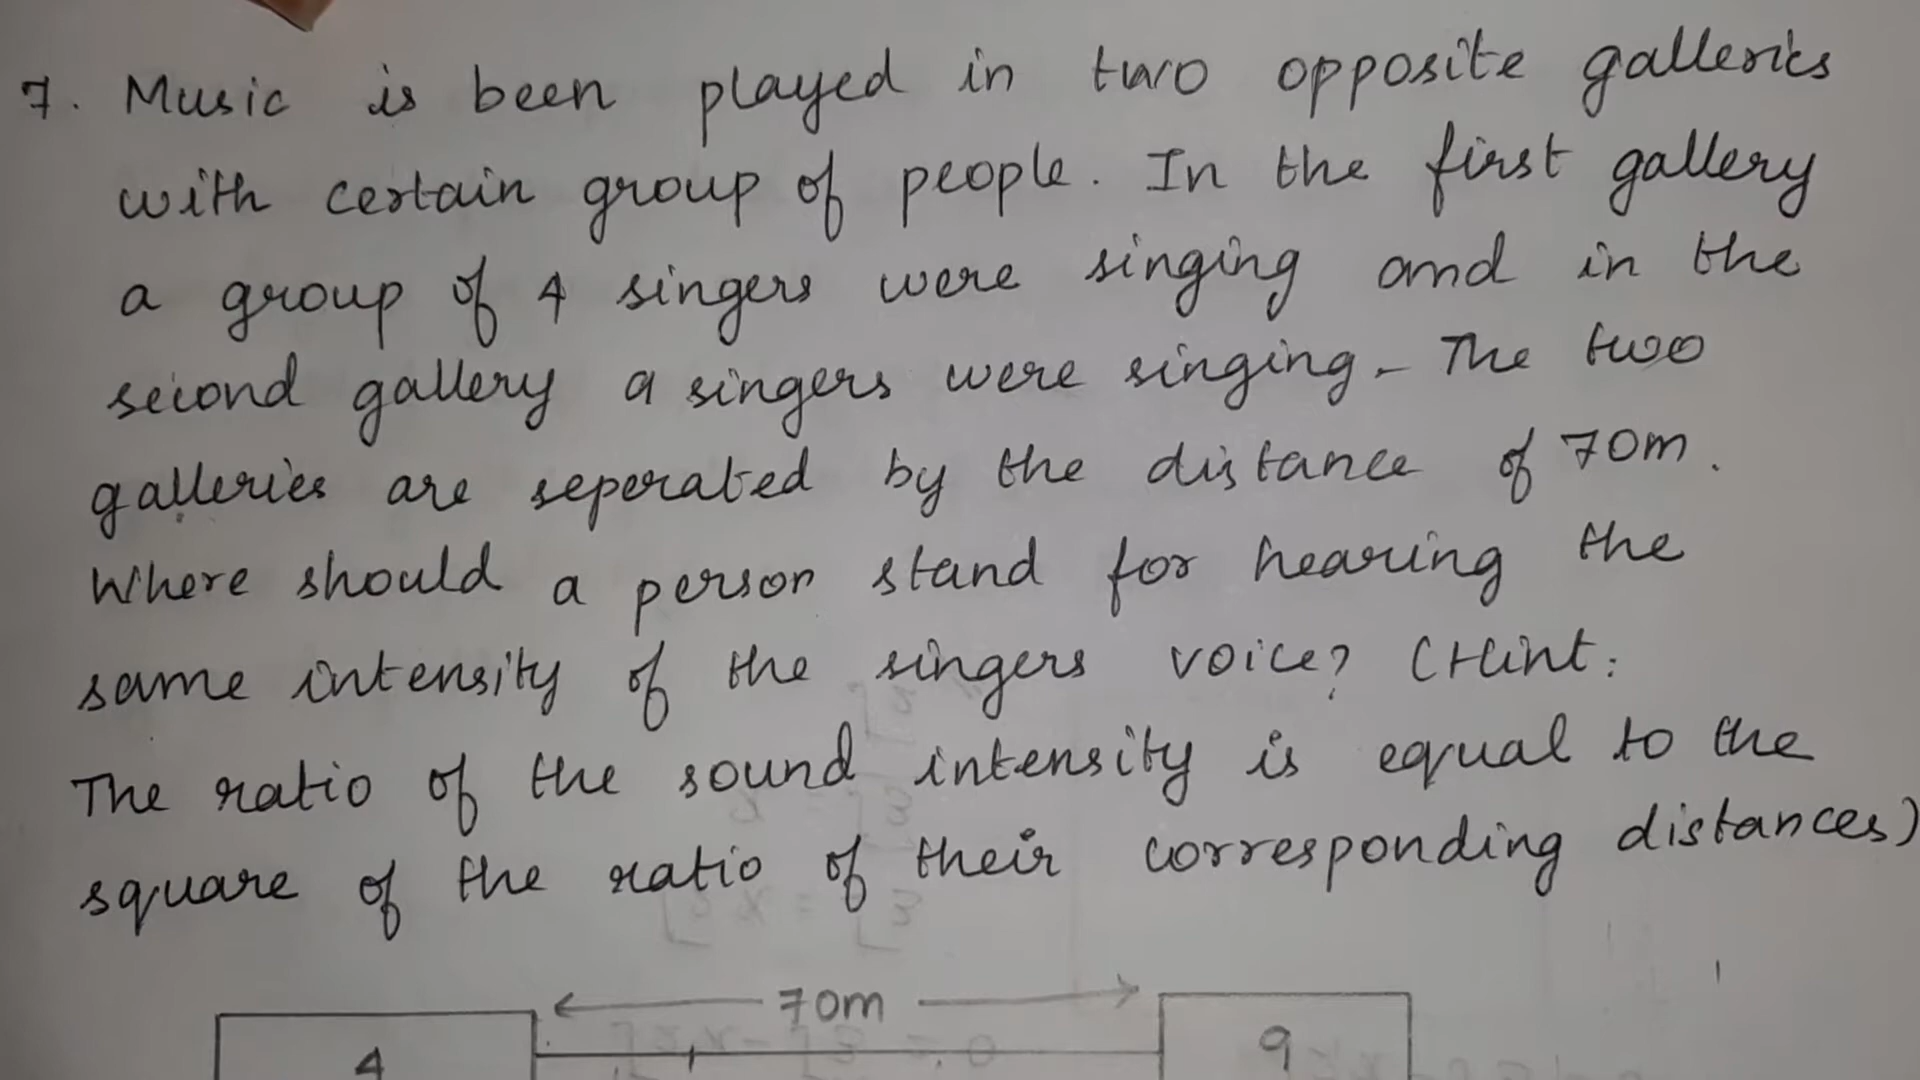 7. Music is been played in two opposite galleries
with certain group of people. In the first gallery
a group of 4 singers were singing and in the
second gallery 9 singers were singing. The two
galleries are seperated by the distance of 70m.
Where should a person stand for hearing the
same intensity of the singers voice? (Hint:
The ratio of the sound intensity is equal to the
square of the ratio of their corresponding distances)
70m
4 9